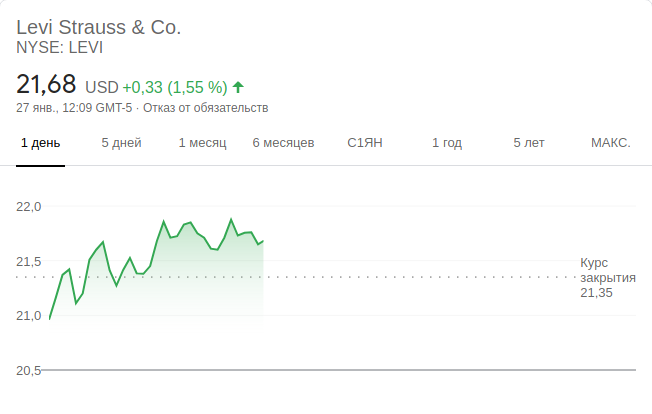 Levi Strauss & Co.
NYSE: LEVI
21,68 USD +0,33 (1,55 %)
27 янв., 12:09 GMT-5 · Отказ от обязательств
1 день 5 дней 1 месяц 6 месяцев С1ЯН 1 год 5 лет МАКС.
22,0
21,5
Курс
закрытия
21,35
21,0
20,5